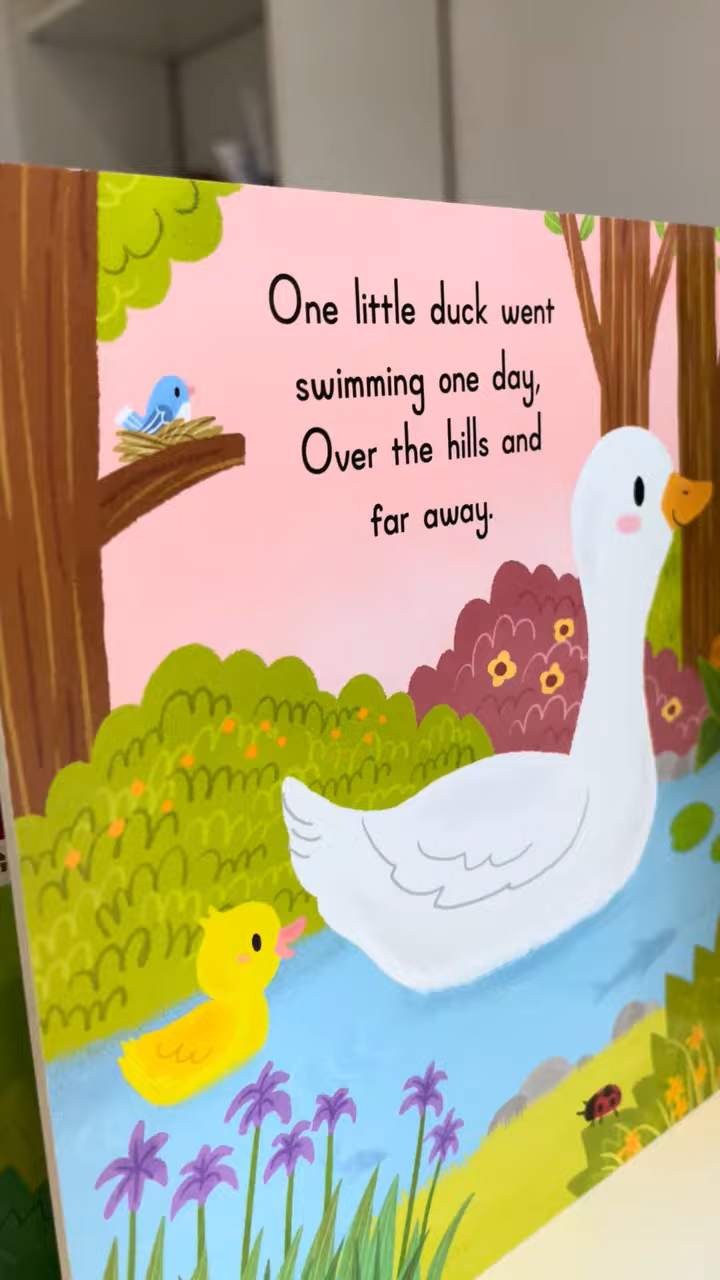 One little duck went
swimming one day,
Over the hills and
far away.